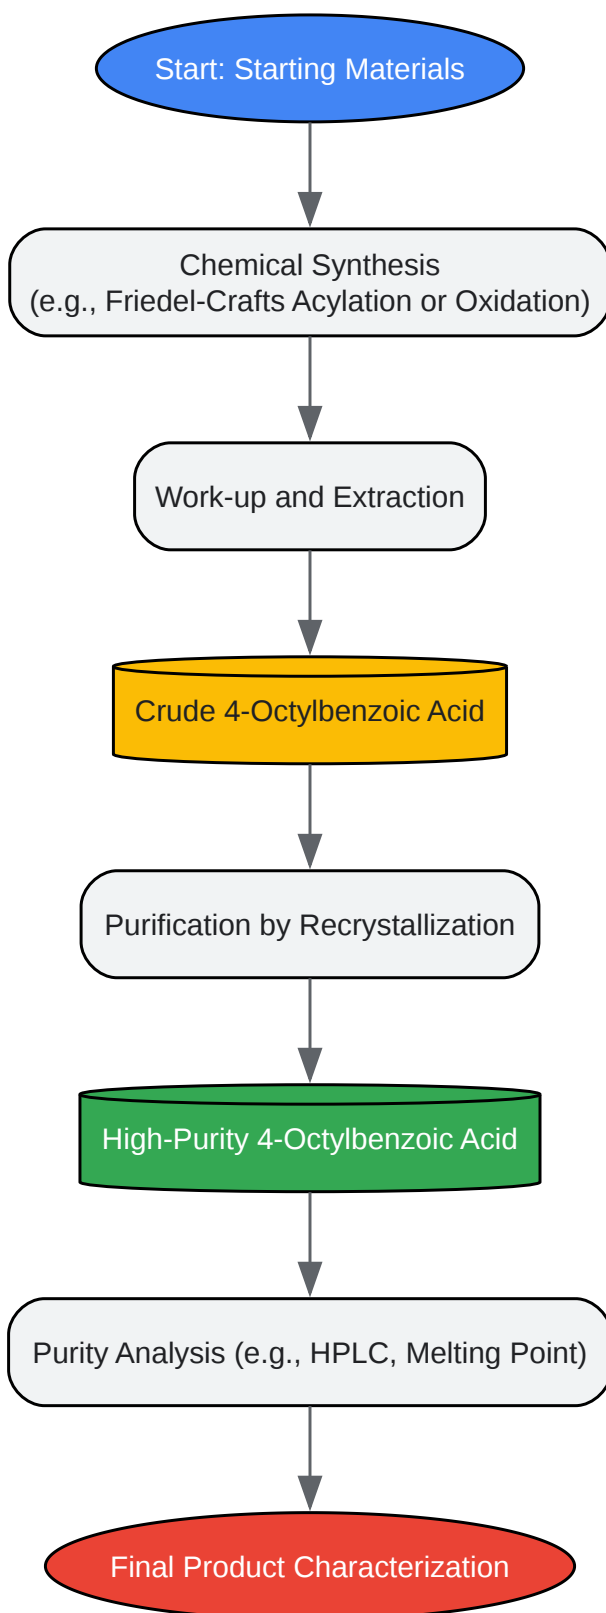 Start: Starting Materials
Chemical Synthesis
(e.g., Friedel-Crafts Acylation or Oxidation)
Work-up and Extraction
Crude 4-Octylbenzoic Acid
Purification by Recrystallization
High-Purity 4-Octylbenzoic Acid
Purity Analysis (e.g., HPLC, Melting Point)
Final Product Characterization